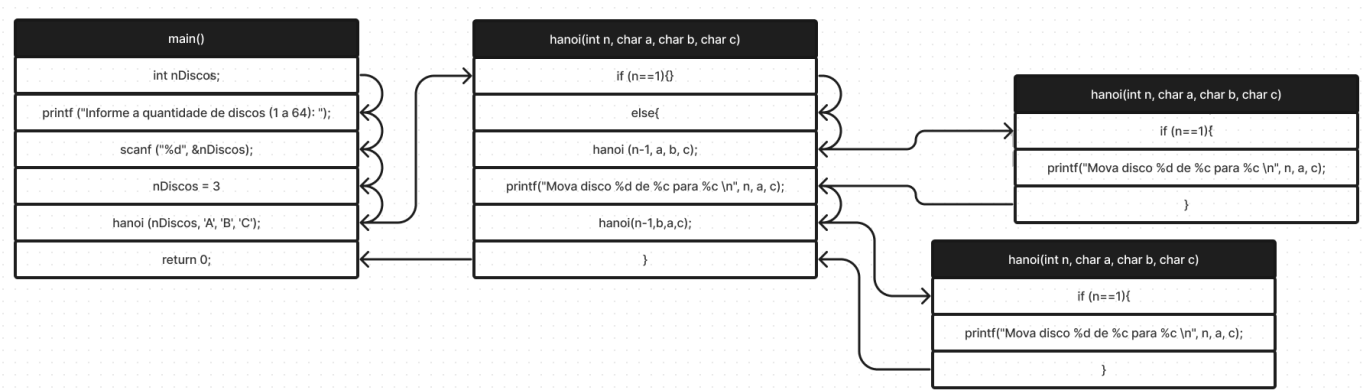 main()
int nDiscos;
printf ("Informe a quantidade de discos (1 a 64): ");
scanf ("%d", &nDiscos);
nDiscos = 3
hanoi (nDiscos, 'A', 'B', 'C');
return 0;
hanoi(int n, char a, char b, char c)
if (n==1){}
else{
hanoi (n-1, a, b, c);
printf("Mova disco %d de %c para %c \n", n, a, c);
hanoi(n-1,b,a,c);
}
hanoi(int n, char a, char b, char c)
if (n==1){
printf("Mova disco %d de %c para %c \n", n, a, c);
}
hanoi(int n, char a, char b, char c)
if (n==1){
printf("Mova disco %d de %c para %c \n", n, a, c);
}